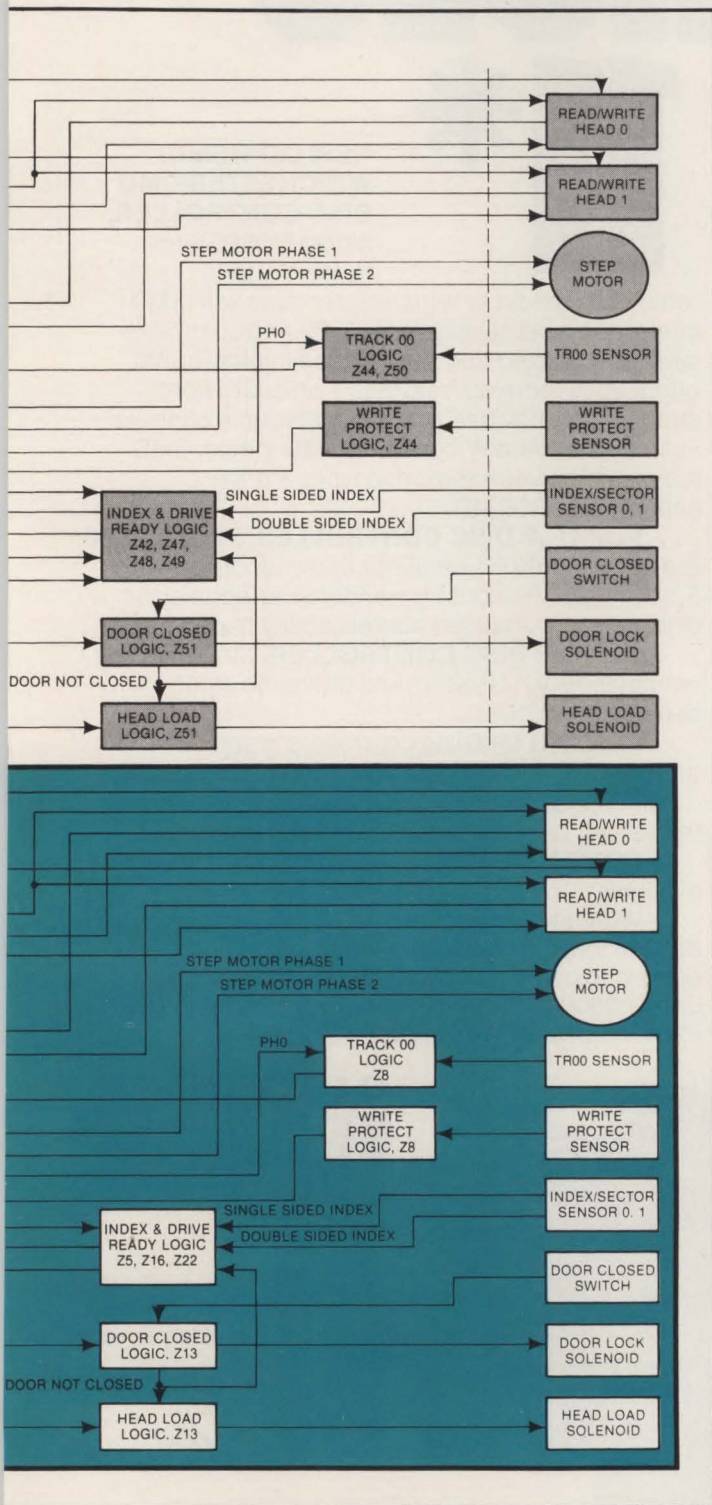 READ/WRITE
HEAD 0
READ/WRITE
HEAD 1
STEP MOTOR PHASE 1
STEP MOTOR PHASE 2
STEP
MOTOR
PH0
TRACK 00
LOGIC
Z44, Z50
TR00 SENSOR
WRITE
PROTECT
LOGIC, Z44
WRITE
PROTECT
SENSOR
INDEX & DRIVE
READY LOGIC
Z42, Z47,
Z48, Z49
SINGLE SIDED INDEX
DOUBLE SIDED INDEX
INDEX/SECTOR
SENSOR 0, 1
DOOR CLOSED
SWITCH
DOOR CLOSED
LOGIC, Z51
DOOR LOCK
SOLENOID
DOOR NOT CLOSED
HEAD LOAD
LOGIC, Z51
HEAD LOAD
SOLENOID
READ/WRITE
HEAD 0
READ/WRITE
HEAD 1
STEP MOTOR PHASE 1
STEP MOTOR PHASE 2
STEP
MOTOR
PH0
TRACK 00
LOGIC
Z8
TR00 SENSOR
WRITE
PROTECT
LOGIC, Z8
WRITE
PROTECT
SENSOR
INDEX & DRIVE
READY LOGIC
Z5, Z16, Z22
SINGLE SIDED INDEX
DOUBLE SIDED INDEX
INDEX/SECTOR
SENSOR 0, 1
DOOR CLOSED
SWITCH
DOOR CLOSED
LOGIC, Z13
DOOR LOCK
SOLENOID
DOOR NOT CLOSED
HEAD LOAD
LOGIC, Z13
HEAD LOAD
SOLENOID